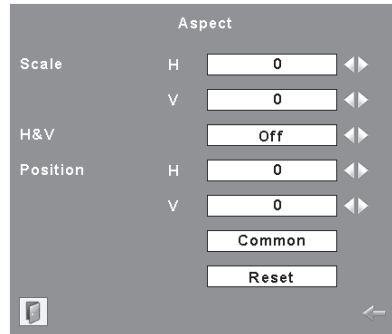 Aspect
Scale H 0
V 0
H&V Off
Position H 0
V 0
Common
Reset